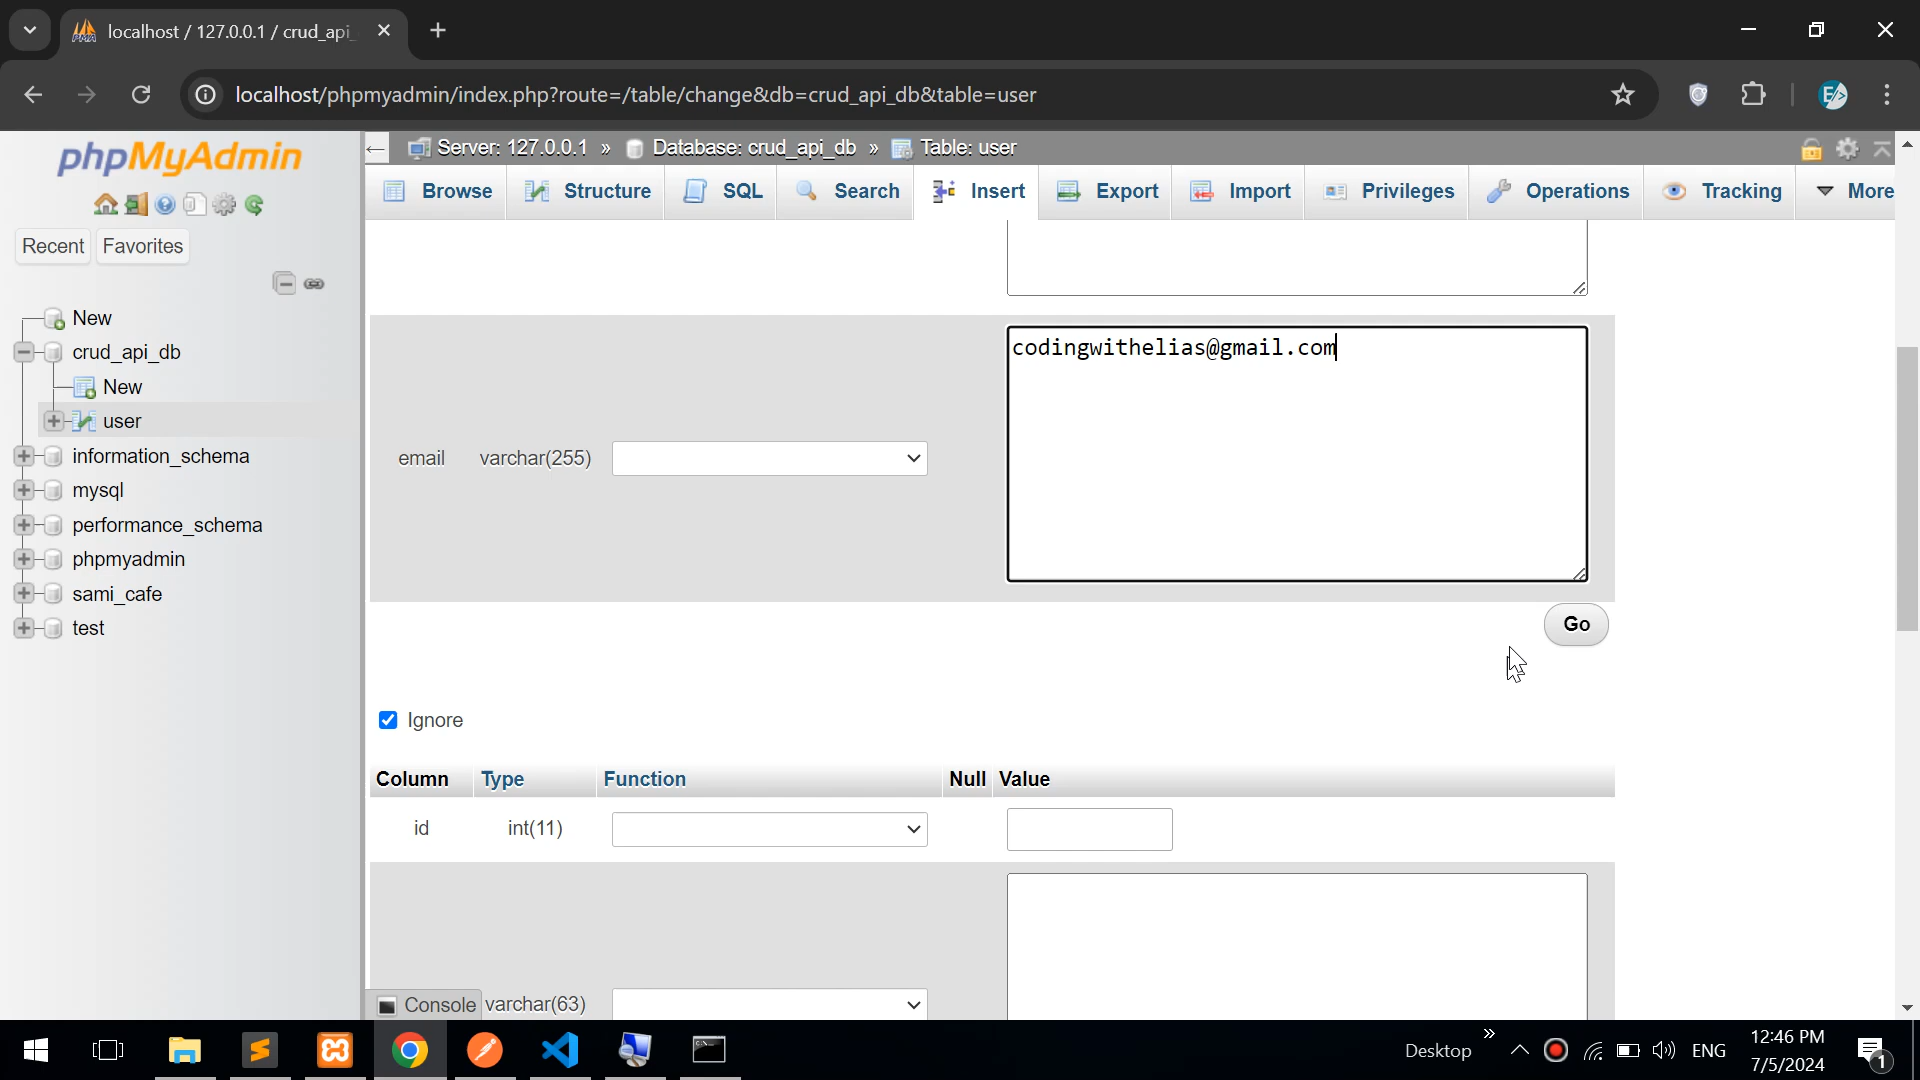 localhost / 127.0.0.1 / crud_api_
localhost/phpmyadmin/index.php?route=/table/change&db=crud_api_db&table=user
phpMyAdmin
Recent
Favorites
New
crud_api_db
New
user
information_schema
mysql
performance_schema
phpmyadmin
sami_cafe
test
Server: 127.0.0.1 » Database: crud_api_db » Table: user
Browse Structure SQL Search Insert Export Import Privileges Operations Tracking More
codingwithelias@gmail.com
email varchar(255)
Go
Ignore
Column Type Function Null Value
id int(11)
Console varchar(63)
Desktop
ENG
12:46 PM
7/5/2024
1